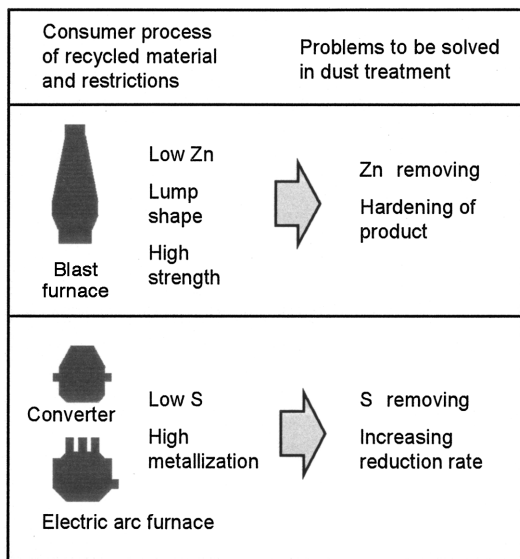 Consumer process
of recycled material
and restrictions
Problems to be solved
in dust treatment
Blast
furnace
Low Zn
Lump
shape
High
strength
Zn removing
Hardening of
product
Converter
Electric arc furnace
Low S
High
metallization
S removing
Increasing
reduction rate